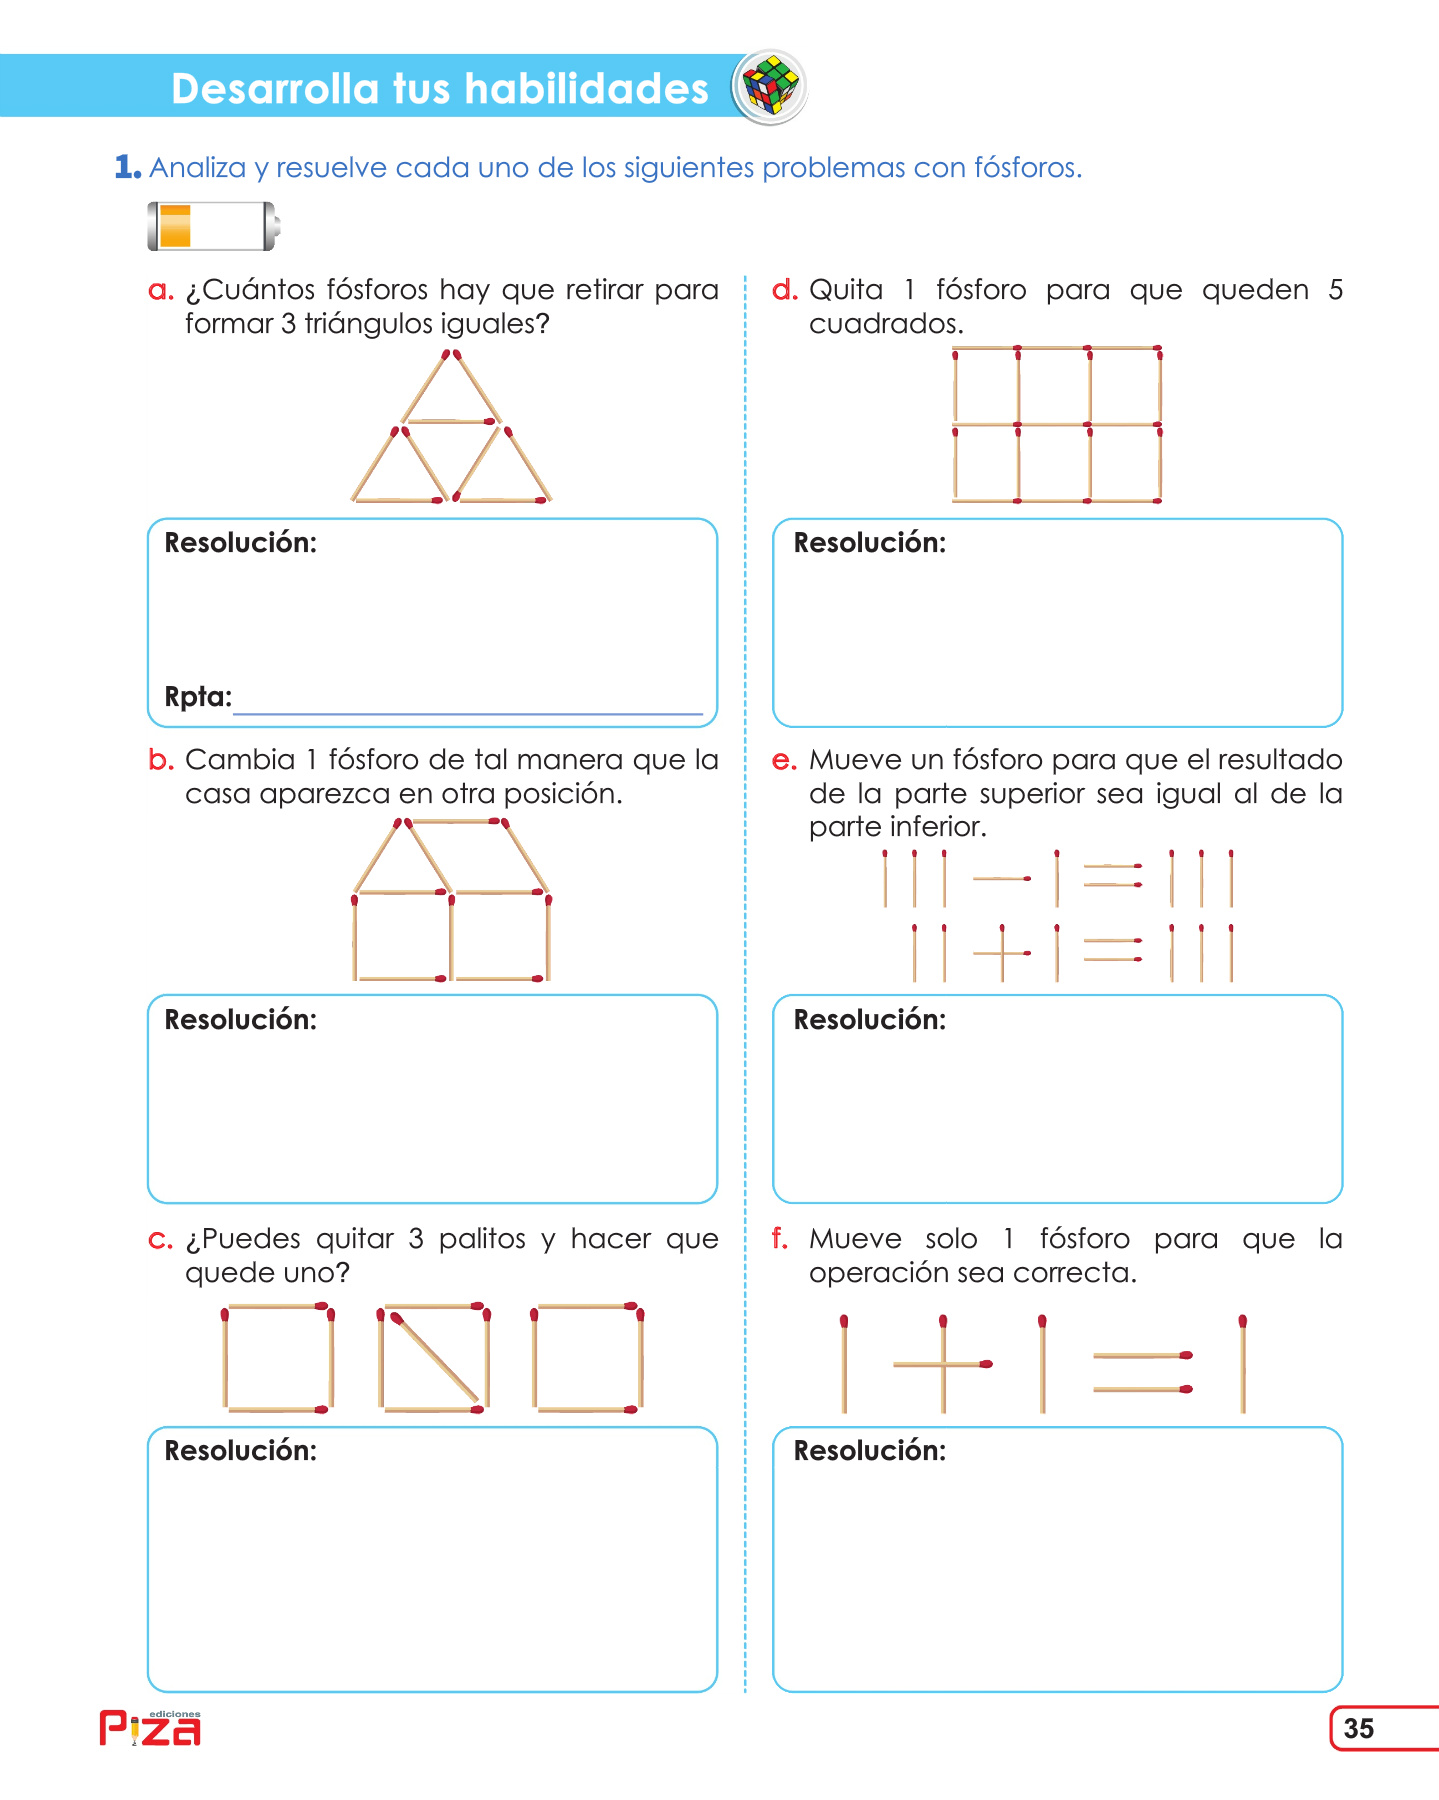 Desarrolla tus habilidades
1. Analiza y resuelve cada uno de los siguientes problemas con fósforos.
a. ¿Cuántos fósforos hay que retirar para
formar 3 triángulos iguales?
Resolución:
Rpta:
b. Cambia 1 fósforo de tal manera que la
casa aparezca en otra posición.
Resolución:
c. ¿Puedes quitar 3 palitos y hacer que
quede uno?
Resolución:
d. Quita 1 fósforo para que queden 5
cuadrados.
Resolución:
e. Mueve un fósforo para que el resultado
de la parte superior sea igual al de la
parte inferior.
Resolución:
f. Mueve solo 1 fósforo para que la
operación sea correcta.
Resolución:
ediciones
Piza
35